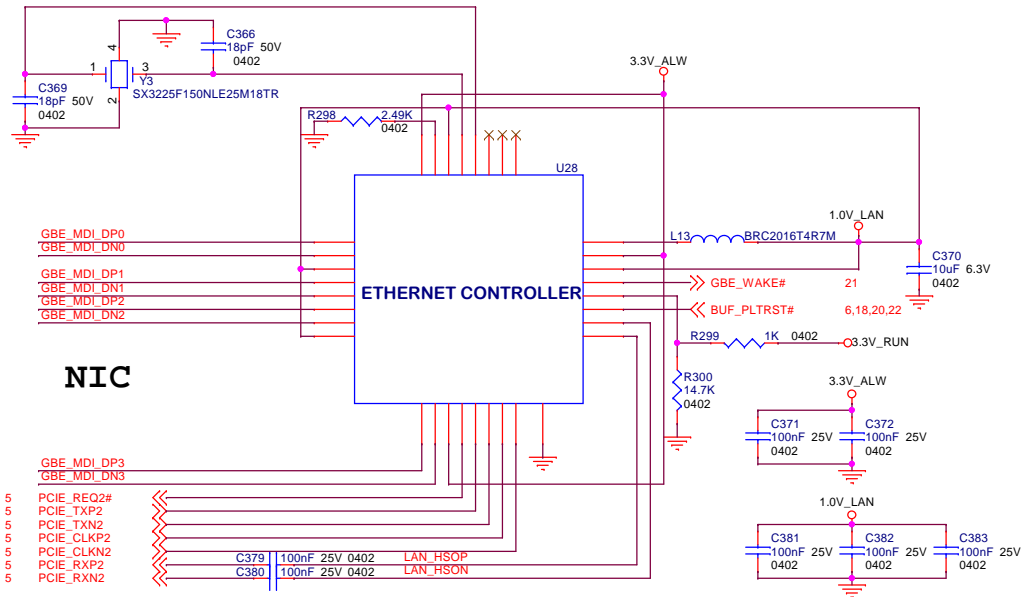 C366
18pF 50V
0402
4
1
3
2
Y3
SX3225F150NLE25M18TR
C369
18pF 50V
0402
3.3V_ALW
R298
2.49K
0402
U28
GBE_MDI_DP0
GBE_MDI_DN0
GBE_MDI_DP1
GBE_MDI_DN1
GBE_MDI_DP2
GBE_MDI_DN2
ETHERNET CONTROLLER
1.0V_LAN
L13
BRC2016T4R7M
C370
10uF 6.3V
0402
GBE_WAKE# 21
BUF_PLTRST# 6,18,20,22
R299 1K 0402 3.3V_RUN
R300
14.7K
0402
NIC
3.3V_ALW
C371
100nF 25V
0402
C372
100nF 25V
0402
GBE_MDI_DP3
GBE_MDI_DN3
5 PCIE_REQ2#
5 PCIE_TXP2
5 PCIE_TXN2
5 PCIE_CLKP2
5 PCIE_CLKN2
5 PCIE_RXP2
5 PCIE_RXN2
C379 100nF 25V 0402 LAN_HSOP
C380 100nF 25V 0402 LAN_HSON
1.0V_LAN
C381
100nF 25V
0402
C382
100nF 25V
0402
C383
100nF 25V
0402